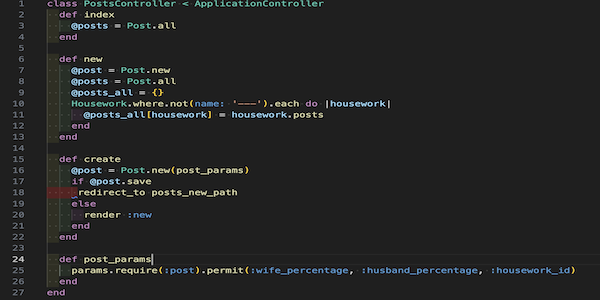 1 class PostsController < ApplicationController
2 def index
3 @posts = Post.all
4 end
5
6 def new
7 @post = Post.new
8 @posts = Post.all
9 @posts_all = {}
10 Housework.where.not(name: '---').each do |housework|
11 @posts_all[housework] = housework.posts
12 end
13 end
14
15 def create
16 @post = Post.new(post_params)
17 if @post.save
18 redirect_to posts_new_path
19 else
20 render :new
21 end
22 end
23
24 def post_params
25 params.require(:post).permit(:wife_percentage, :husband_percentage, :housework_id)
26 end
27 end